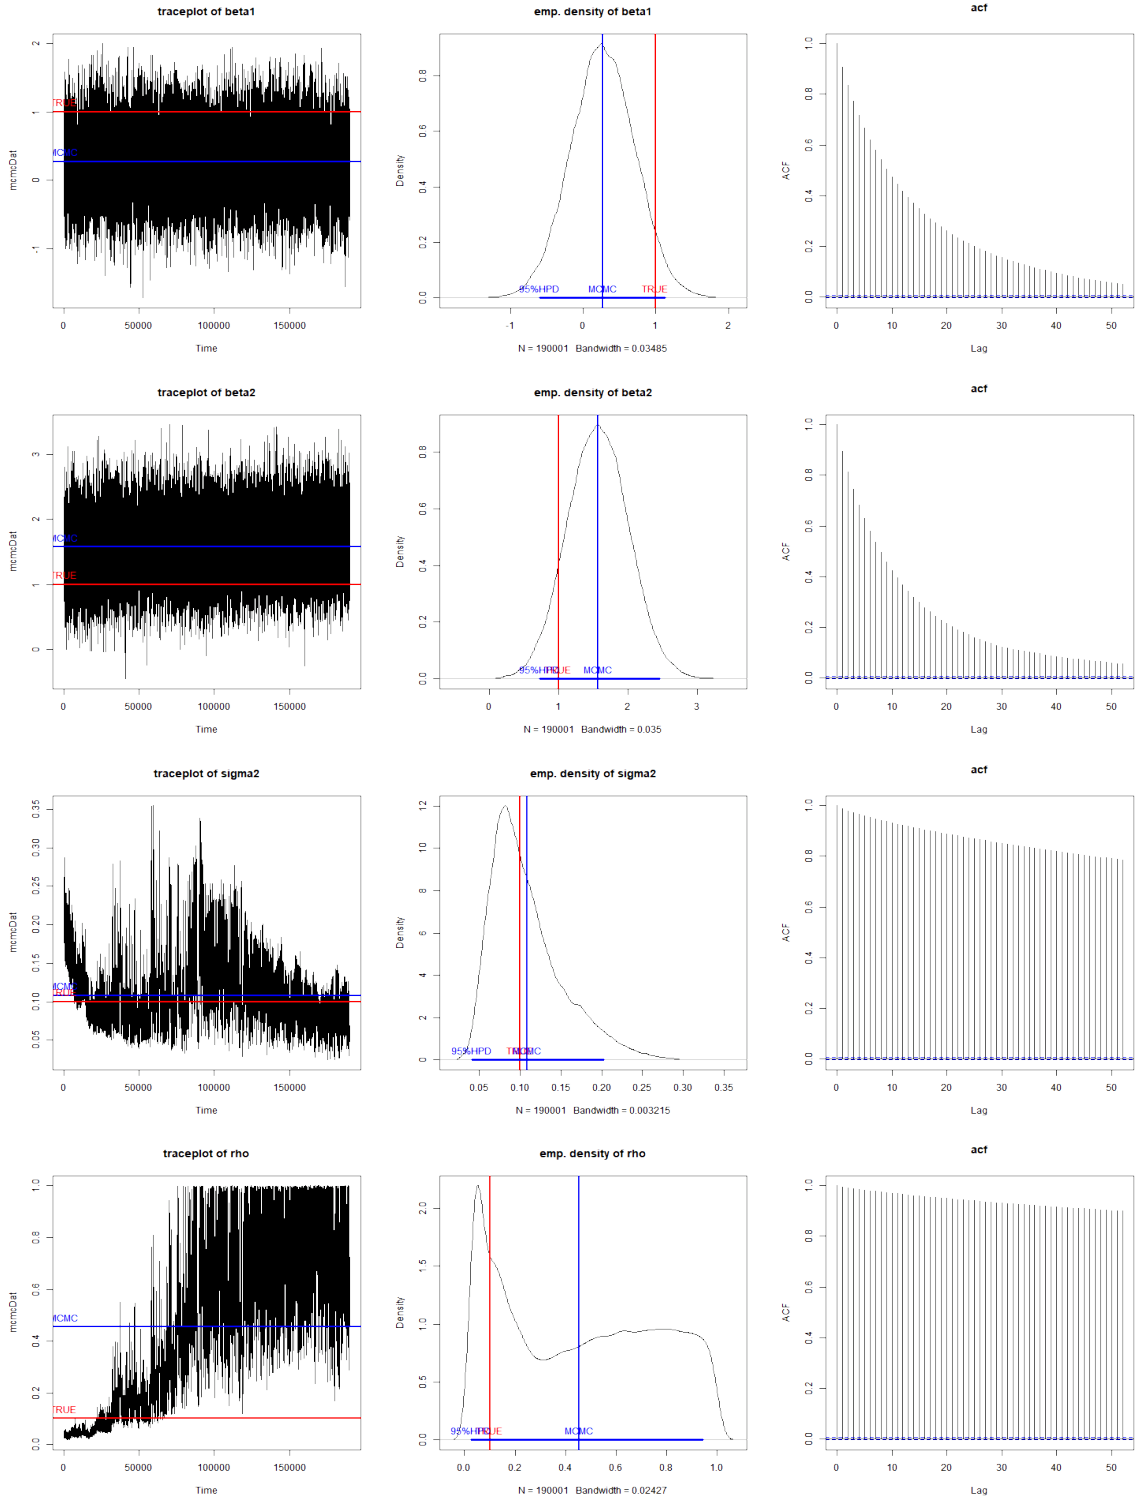 traceplot of beta1
emp. density of beta1
acf
mcmcDat
-1 0 1 2
TRUE
MCMC
0 50000 100000 150000
Time
Density
0.0 0.2 0.4 0.6 0.8
95%HPD MCMC TRUE
-1 0 1 2
N = 190001 Bandwidth = 0.03485
ACF
0.0 0.2 0.4 0.6 0.8 1.0
0 10 20 30 40 50
Lag
traceplot of beta2
emp. density of beta2
acf
mcmcDat
0 1 2 3
MCMC
TRUE
0 50000 100000 150000
Time
Density
0.0 0.2 0.4 0.6 0.8
95%HPD TRUE MCMC
0 1 2 3
N = 190001 Bandwidth = 0.035
ACF
0.0 0.2 0.4 0.6 0.8 1.0
0 10 20 30 40 50
Lag
traceplot of sigma2
emp. density of sigma2
acf
mcmcDat
0.05 0.10 0.15 0.20 0.25 0.30 0.35
MCMC
TRUE
0 50000 100000 150000
Time
Density
0 2 4 6 8 10 12
95%HPD TRUE MCMC
0.05 0.10 0.15 0.20 0.25 0.30 0.35
N = 190001 Bandwidth = 0.003215
ACF
0.0 0.2 0.4 0.6 0.8 1.0
0 10 20 30 40 50
Lag
traceplot of rho
emp. density of rho
acf
mcmcDat
0.0 0.2 0.4 0.6 0.8 1.0
MCMC
TRUE
0 50000 100000 150000
Time
Density
0.0 0.5 1.0 1.5 2.0
95%HPD TRUE MCMC
0.0 0.2 0.4 0.6 0.8 1.0
N = 190001 Bandwidth = 0.02427
ACF
0.0 0.2 0.4 0.6 0.8 1.0
0 10 20 30 40 50
Lag